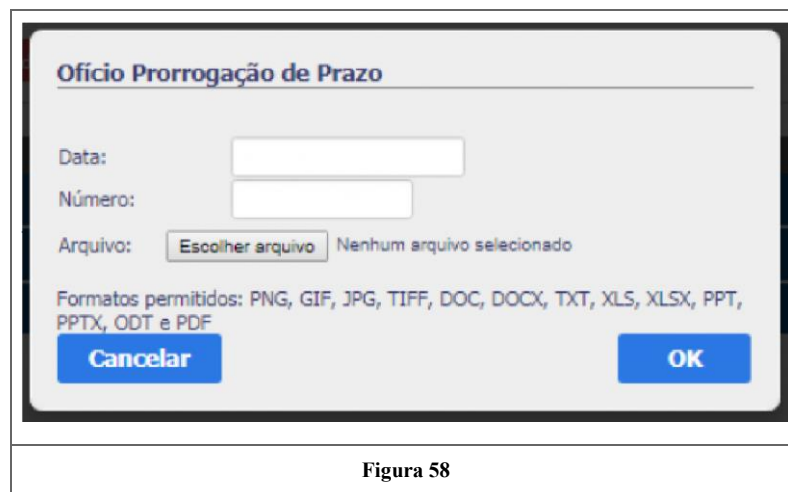 Ofício Prorrogação de Prazo
Data:
Número:
Arquivo: Escolher arquivo Nenhum arquivo selecionado
Formatos permitidos: PNG, GIF, JPG, TIFF, DOC, DOCX, TXT, XLS, XLSX, PPT,
PPTX, ODT e PDF
Cancelar OK
Figura 58